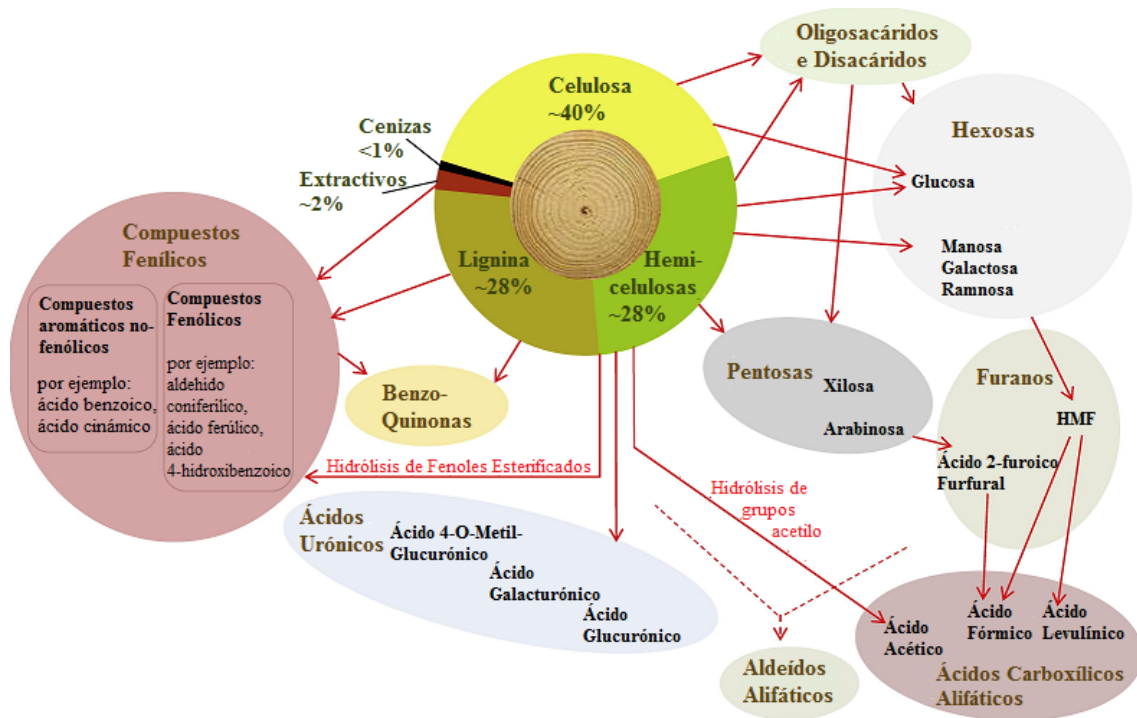 Oligosacáridos
e Disacáridos
Celulosa
~40%
Cenizas
<1%
Extractivos
~2%
Hexosas
Glucosa
Manosa
Galactosa
Ramnosa
Compuestos
Fenílicos
Lignina
~28%
Hemi-
celulosas
~28%
Compuestos
aromáticos no-
fenólicos
por ejemplo:
ácido benzoico,
ácido cinámico
Compuestos
Fenólicos
por ejemplo:
aldehido
coniferilico,
ácido ferúlico,
ácido
4-hidroxibenzoico
Benzo-
Quinonas
Pentosas
Xilosa
Arabinosa
Furanos
HMF
Ácido 2-furoico
Furfural
Hidrólisis de Fenoles Esterificados
Hidrólisis de
grupos
acetilo
Ácidos
Urónicos
Ácido 4-O-Metil-
Glucurónico
Ácido
Galacturónico
Ácido
Glucurónico
Aldeídos
Alifáticos
Ácido
Acético
Ácido
Fórmico
Ácido
Levulínico
Ácidos Carboxílicos
Alifáticos